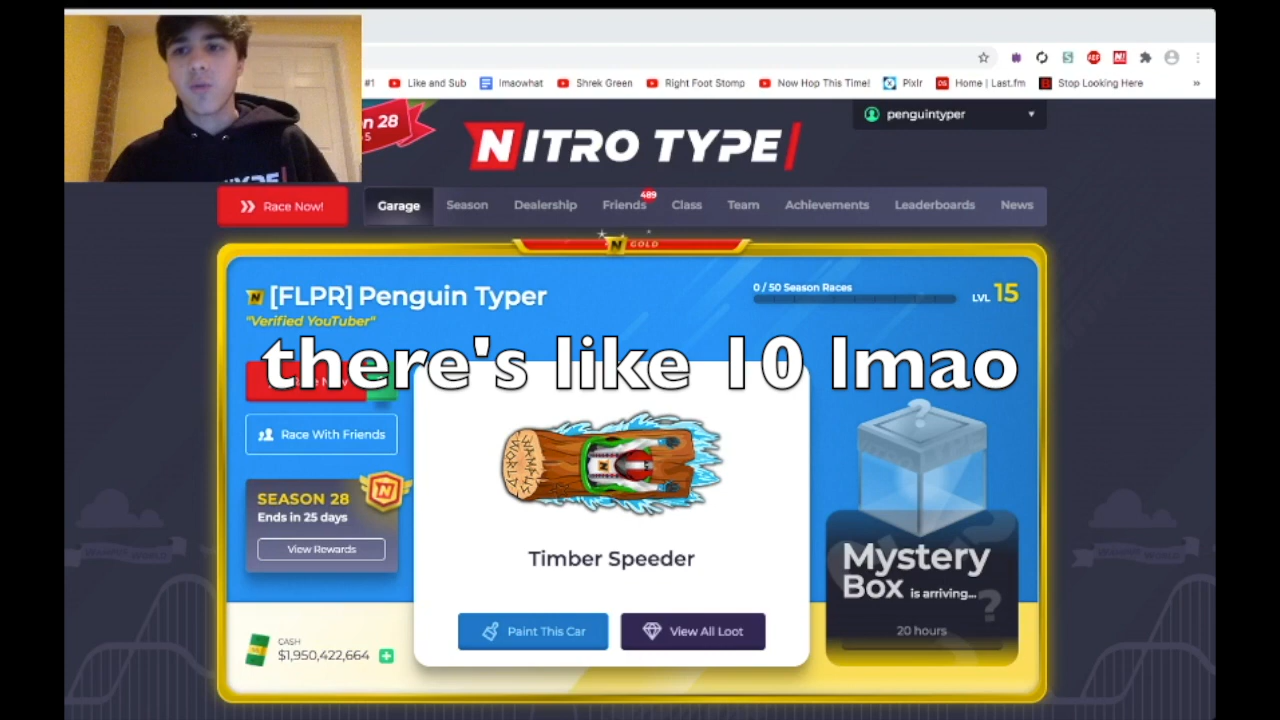 #1 Like and Sub lmaowhat Shrek Green Right Foot Stomp Now Hop This Time! Pixlr Home | Last.fm Stop Looking Here »
n 28
5
NITRO TYPE
penguintyper
Race Now!
Garage Season Dealership Friends 489 Class Team Achievements Leaderboards News
N GOLD
N [FLPR] Penguin Typer
"Verified YouTuber"
0 / 50 Season Races
LVL 15
there's like 10 lmao
Race With Friends
SEASON 28
Ends in 25 days
View Rewards
WAMPUS
WORLD
Timber Speeder
Paint This Car
View All Loot
Mystery
Box is arriving...
20 hours
CASH
$1,950,422,664